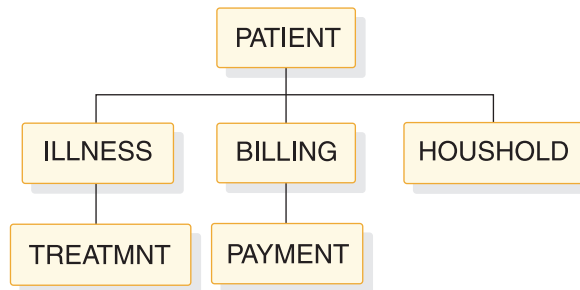 PATIENT
ILLNESS
BILLING
HOUSHOLD
TREATMNT
PAYMENT